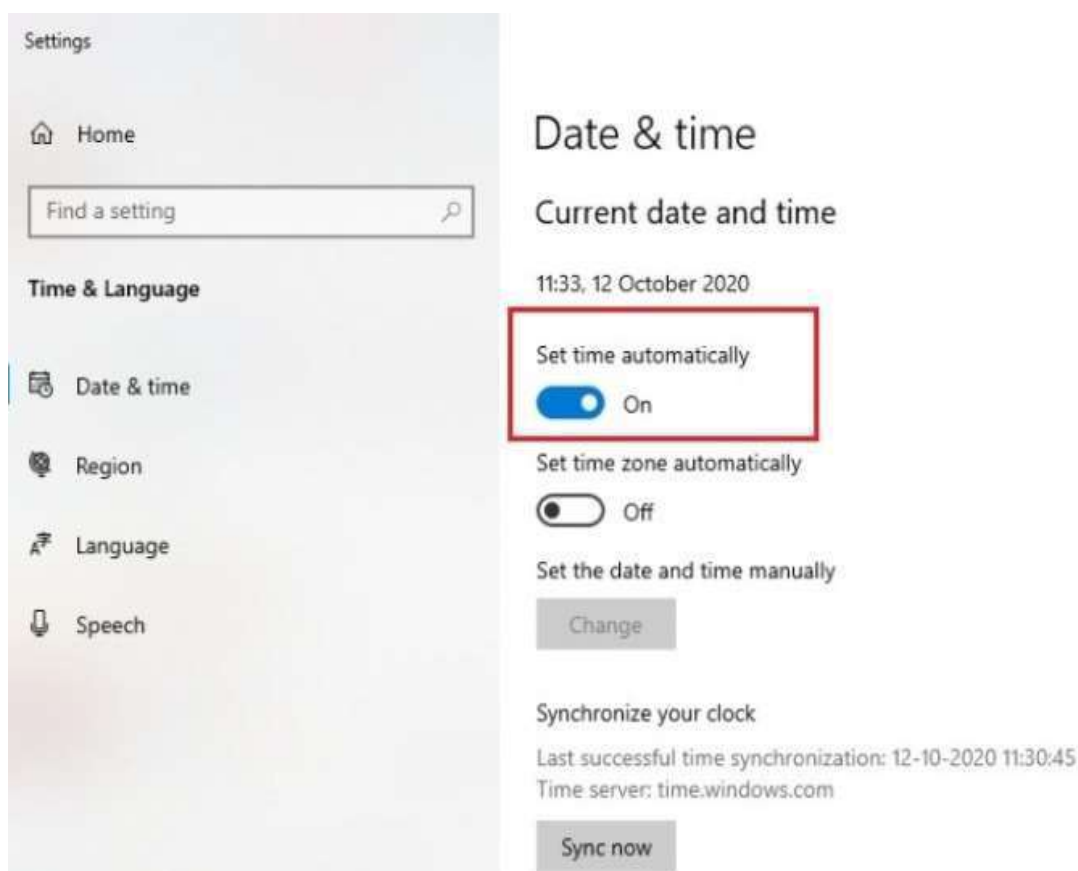 Settings
Home
Find a setting
Time & Language
Date & time
Region
Language
Speech
Date & time
Current date and time
11:33, 12 October 2020
Set time automatically
On
Set time zone automatically
Off
Set the date and time manually
Change
Synchronize your clock
Last successful time synchronization: 12-10-2020 11:30:45
Time server: time.windows.com
Sync now